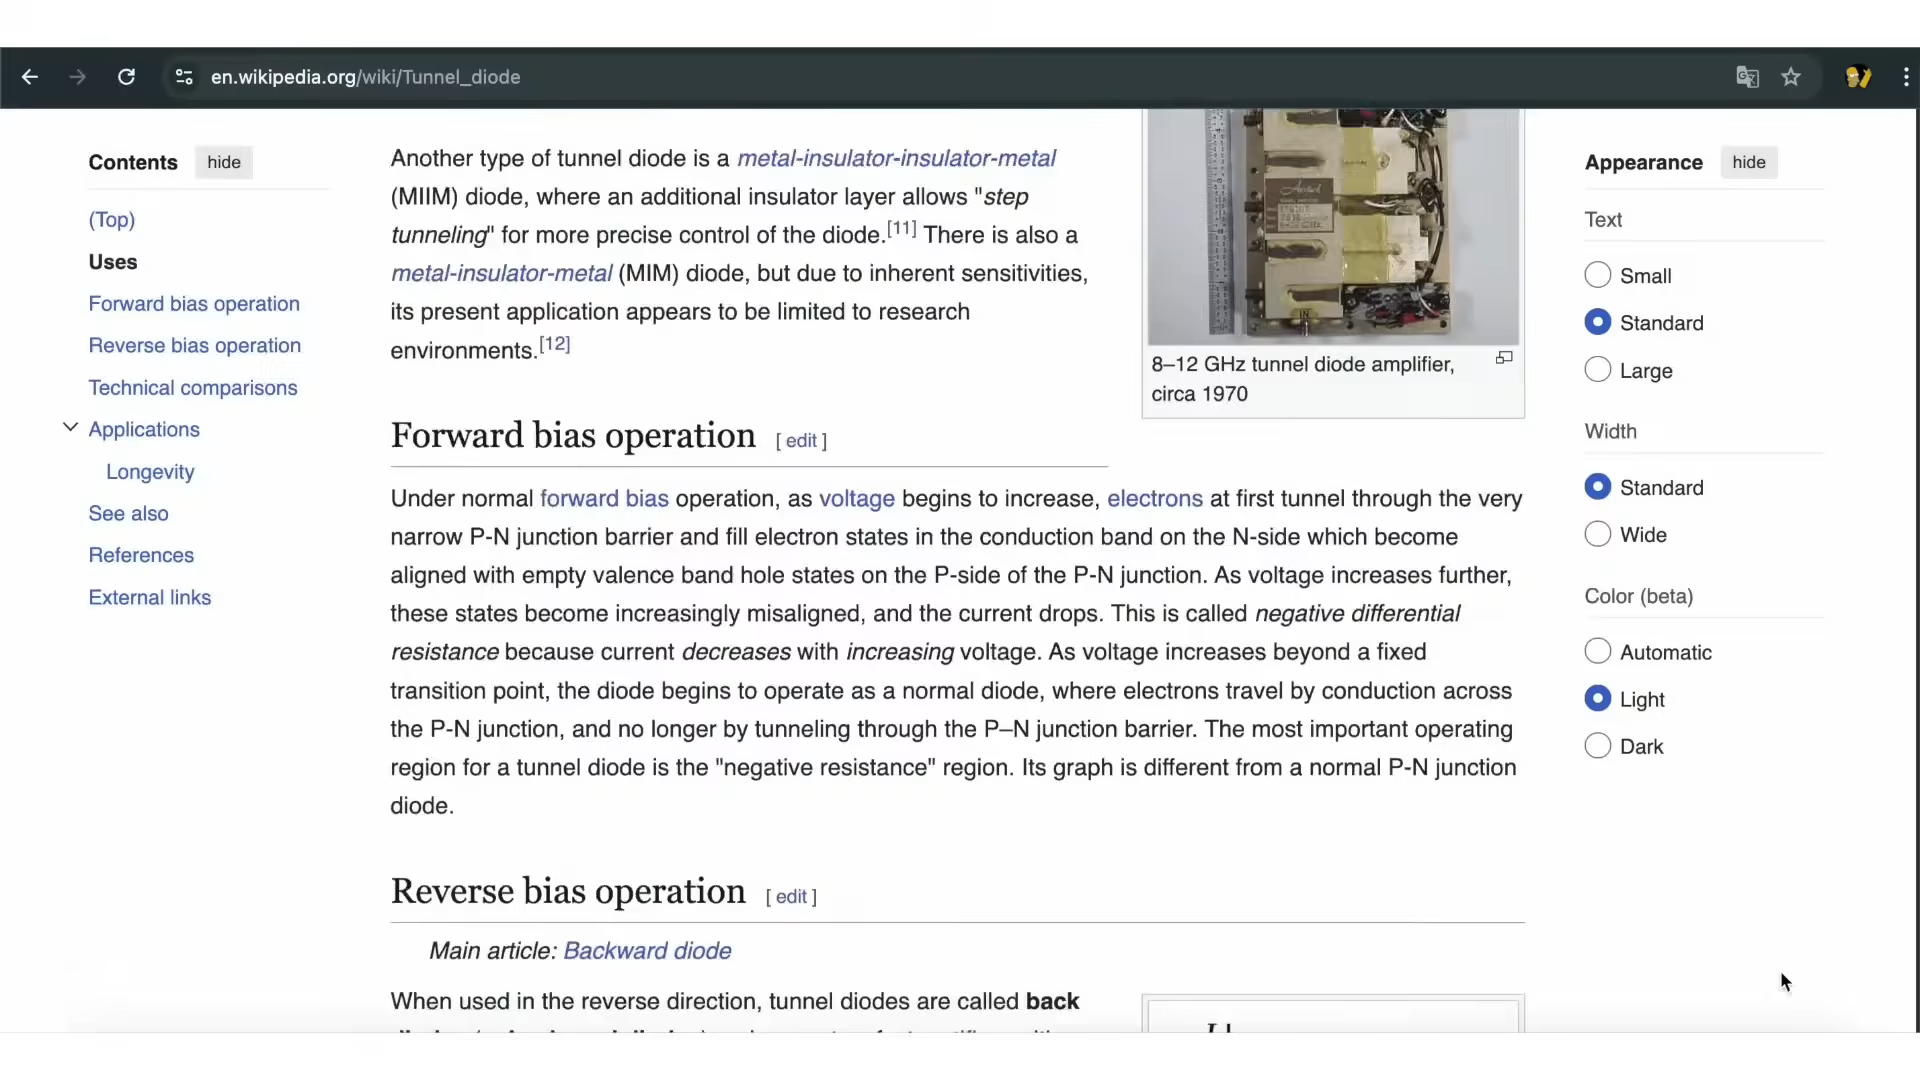 en.wikipedia.org/wiki/Tunnel_diode
Contents hide
(Top)
Uses
Forward bias operation
Reverse bias operation
Technical comparisons
Applications
Longevity
See also
References
External links
Another type of tunnel diode is a metal-insulator-insulator-metal
(MIIM) diode, where an additional insulator layer allows "step
tunneling" for more precise control of the diode.[11] There is also a
metal-insulator-metal (MIM) diode, but due to inherent sensitivities,
its present application appears to be limited to research
environments.[12]
IN
8–12 GHz tunnel diode amplifier,
circa 1970
Forward bias operation [ edit ]
Under normal forward bias operation, as voltage begins to increase, electrons at first tunnel through the very
narrow P-N junction barrier and fill electron states in the conduction band on the N-side which become
aligned with empty valence band hole states on the P-side of the P-N junction. As voltage increases further,
these states become increasingly misaligned, and the current drops. This is called negative differential
resistance because current decreases with increasing voltage. As voltage increases beyond a fixed
transition point, the diode begins to operate as a normal diode, where electrons travel by conduction across
the P-N junction, and no longer by tunneling through the P–N junction barrier. The most important operating
region for a tunnel diode is the "negative resistance" region. Its graph is different from a normal P-N junction
diode.
Reverse bias operation [ edit ]
Main article: Backward diode
When used in the reverse direction, tunnel diodes are called back
Appearance hide
Text
Small
Standard
Large
Width
Standard
Wide
Color (beta)
Automatic
Light
Dark